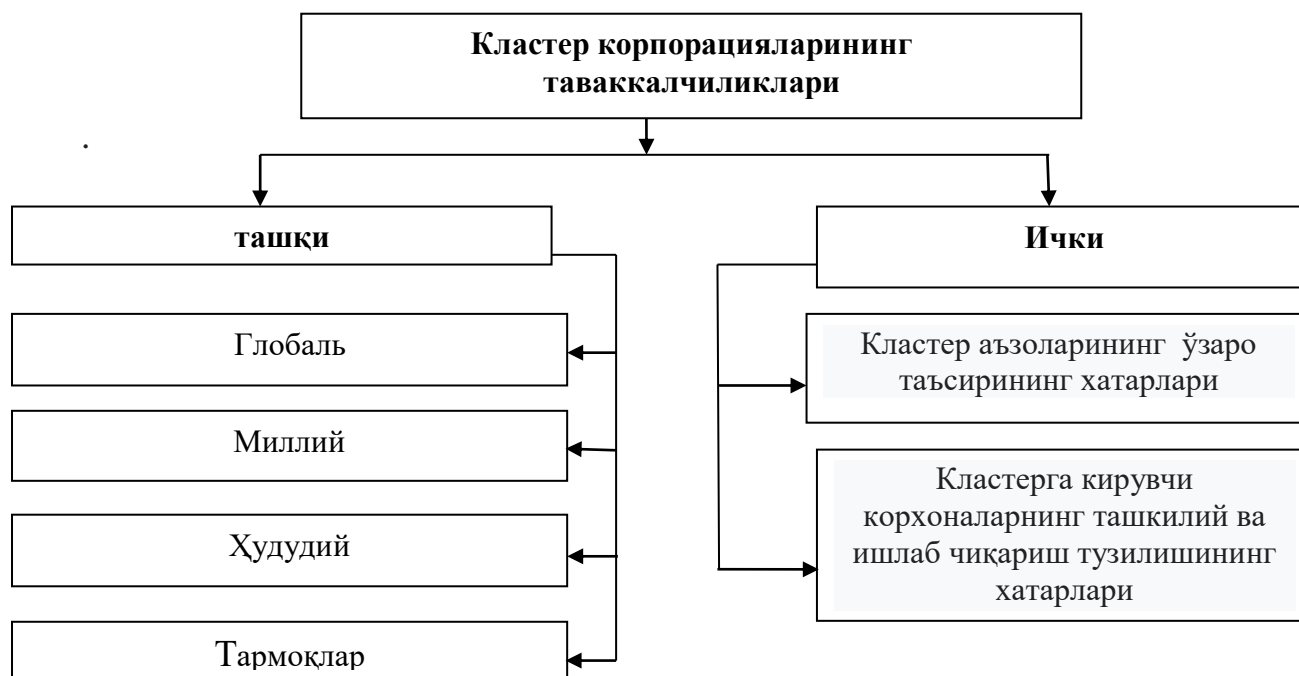 Кластер корпорацияларининг
таваккалчиликлари
.
ташқи
Ички
Глобаль
Миллий
Ҳудудий
Тармоқлар
Кластер аъзоларининг ўзаро
таъсирининг хатарлари
Кластерга кирувчи
корхоналарнинг ташкилий ва
ишлаб чиқариш тузилишининг
хатарлари